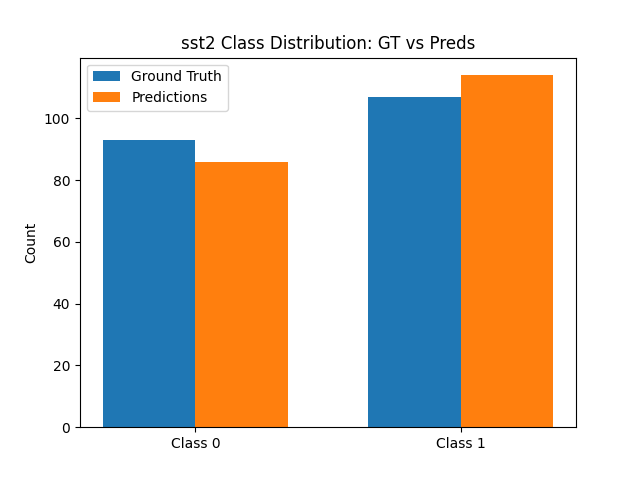 sst2 Class Distribution: GT vs Preds
Ground Truth
Predictions
100
80
60
40
20
0
Count
Class 0
Class 1